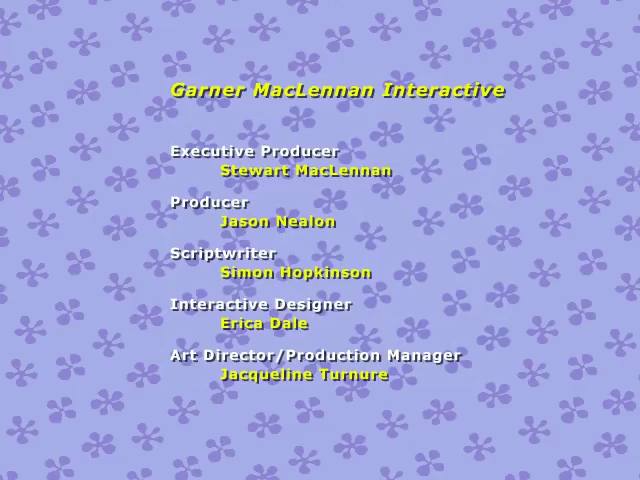 Garner MacLennan Interactive
Executive Producer
Stewart MacLennan
Producer
Jason Nealon
Scriptwriter
Simon Hopkinson
Interactive Designer
Erica Dale
Art Director/Production Manager
Jacqueline Turnure